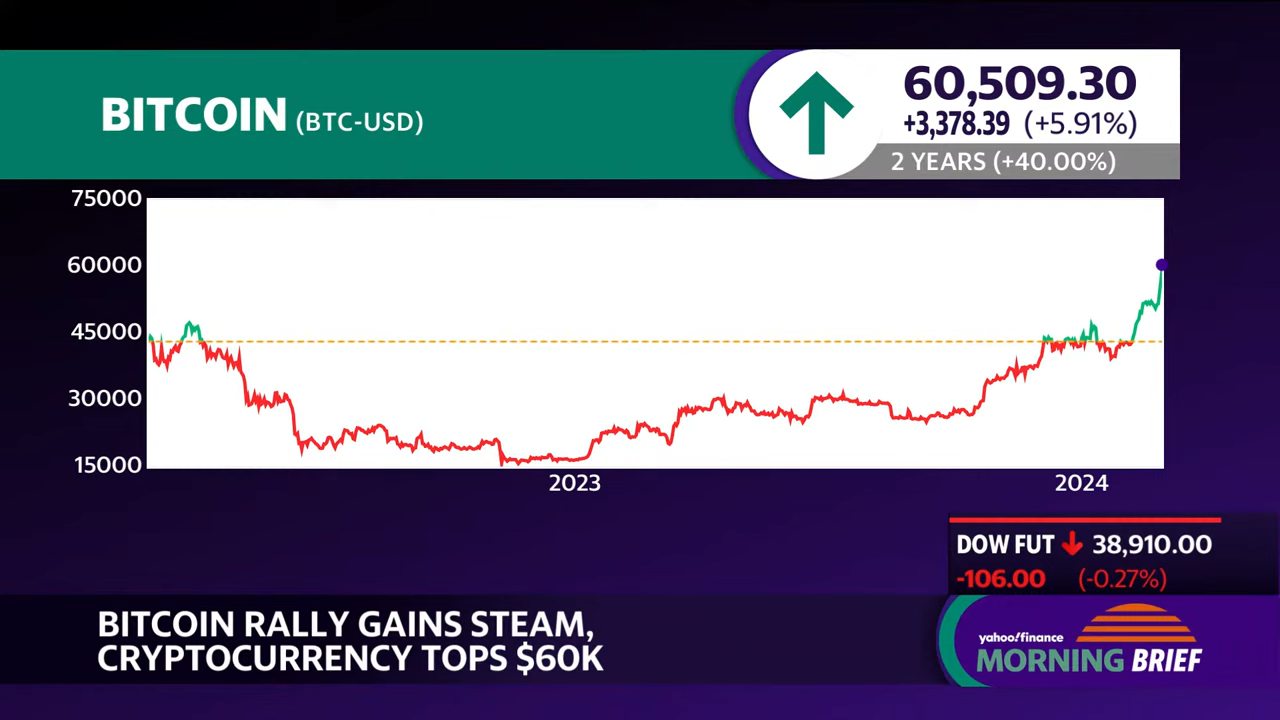 BITCOIN (BTC-USD)
60,509.30
+3,378.39 (+5.91%)
2 YEARS (+40.00%)
75000
60000
45000
30000
15000
2023
2024
DOW FUT 38,910.00
-106.00 (-0.27%)
BITCOIN RALLY GAINS STEAM,
CRYPTOCURRENCY TOPS $60K
yahoo!finance
MORNING BRIEF